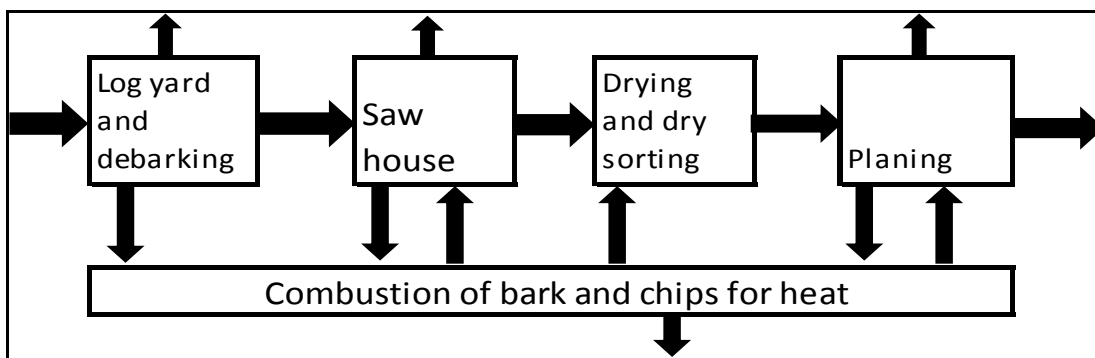 Log yard
and
debarking
Saw
house
Drying
and dry
sorting
Planing
Combustion of bark and chips for heat